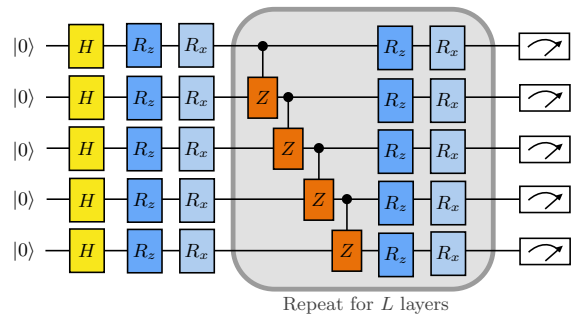 |0⟩ H R_z R_x R_z R_x
|0⟩ H R_z R_x Z R_z R_x
|0⟩ H R_z R_x Z R_z R_x
|0⟩ H R_z R_x Z R_z R_x
|0⟩ H R_z R_x Z R_z R_x
Repeat for L layers